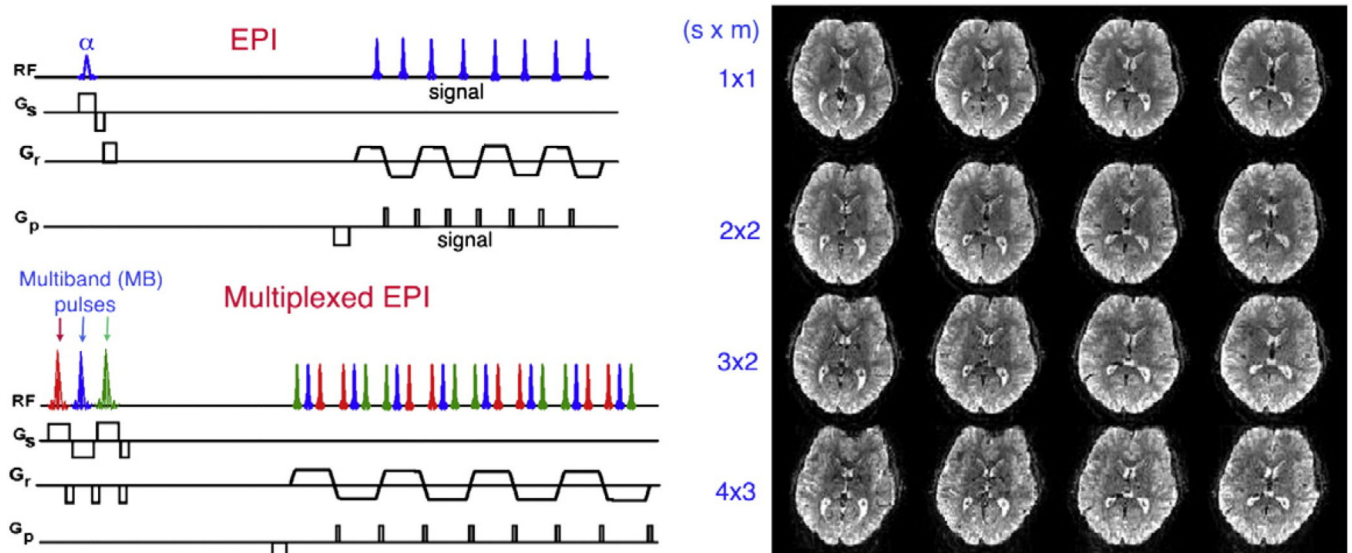 EPI
α
RF
signal
Gs
Gr
Gp
signal
Multiband (MB)
pulses
Multiplexed EPI
RF
Gs
Gr
Gp
(s x m)
1x1
2x2
3x2
4x3